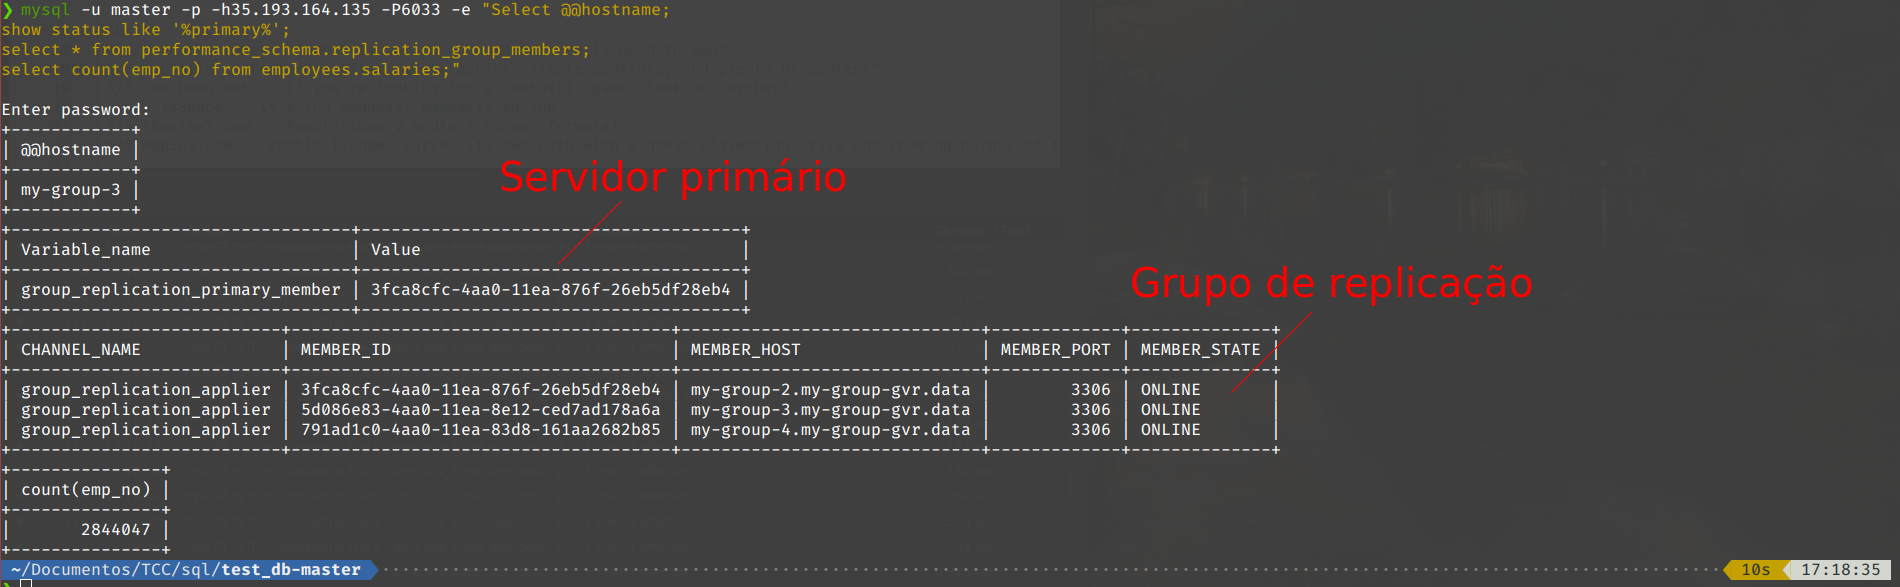 ❯ mysql -u master -p -h35.193.164.135 -P6033 -e "Select @@hostname;
show status like '%primary%';
select * from performance_schema.replication_group_members;
select count(emp_no) from employees.salaries;"
Enter password:
+------------+
| @@hostname |
+------------+
| my-group-3 |
+------------+
Servidor primário
+----------------------------------+--------------------------------------+
| Variable_name | Value |
+----------------------------------+--------------------------------------+
| group_replication_primary_member | 3fca8cfc-4aa0-11ea-876f-26eb5df28eb4 |
+----------------------------------+--------------------------------------+
Grupo de replicação
+---------------------------+--------------------------------------+------------------------------+-------------+--------------+
| CHANNEL_NAME | MEMBER_ID | MEMBER_HOST | MEMBER_PORT | MEMBER_STATE |
+---------------------------+--------------------------------------+------------------------------+-------------+--------------+
| group_replication_applier | 3fca8cfc-4aa0-11ea-876f-26eb5df28eb4 | my-group-2.my-group-gvr.data | 3306 | ONLINE |
| group_replication_applier | 5d086e83-4aa0-11ea-8e12-ced7ad178a6a | my-group-3.my-group-gvr.data | 3306 | ONLINE |
| group_replication_applier | 791ad1c0-4aa0-11ea-83d8-161aa2682b85 | my-group-4.my-group-gvr.data | 3306 | ONLINE |
+---------------------------+--------------------------------------+------------------------------+-------------+--------------+
+---------------+
| count(emp_no) |
+---------------+
| 2844047 |
+---------------+
~/Documentos/TCC/sql/test_db-master 10s 17:18:35